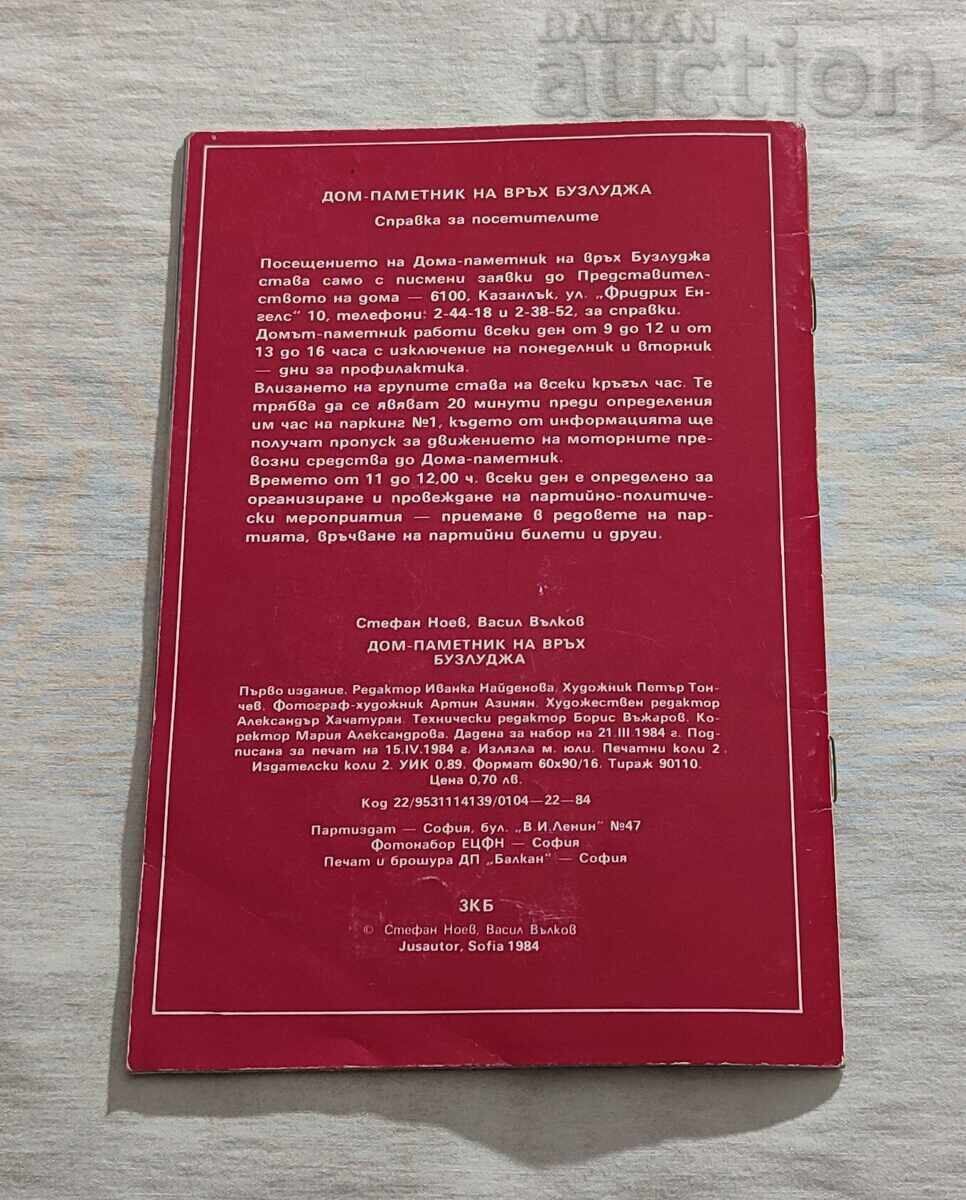 BALKAN
auction
ДОМ-ПАМЕТНИК НА ВРЪХ БУЗЛУДЖА
Справка за посетителите
Посещението на Дома-паметник на връх Бузлуджа
става само с писмени заявки до Представител-
ството на дома — 6100, Казанлък, ул. „Фридрих Ен-
гелс“ 10, телефони: 2-44-18 и 2-38-52, за справки.
Домът-паметник работи всеки ден от 9 до 12 и от
13 до 16 часа с изключение на понеделник и вторник
— дни за профилактика.
Влизането на групите става на всеки кръгъл час. Те
трябва да се явяват 20 минути преди определения
им час на паркинг №1, където от информацията ще
получат пропуск за движението на моторните пре-
возни средства до Дома-паметник.
Времето от 11 до 12,00 ч. всеки ден е определено за
организиране и провеждане на партийно-политиче-
ски мероприятия — приемане в редовете на пар-
тията, връчване на партийни билети и други.
Стефан Ноев, Васил Вълков
ДОМ-ПАМЕТНИК НА ВРЪХ
БУЗЛУДЖА
Първо издание. Редактор Иванка Найденова. Художник Петър Тон-
чев. Фотограф-художник Артин Азинян. Художествен редактор
Александър Хачатурян. Технически редактор Борис Въжаров. Ко-
ректор Мария Александрова. Дадена за набор на 21.III 1984 г. Под-
писана за печат на 15.IV.1984 г. Излязла м. юли. Печатни коли 2.
Издателски коли 2. УИК 0,89. Формат 60x90/16. Тираж 90110.
Цена 0,70 лв.
Код 22/9531114139/0104—22—84
Партиздат — София, бул. „В.И.Ленин“ №47
Фотонабор ЕЦФН — София
Печат и брошура ДП „Балкан“ — София
3КБ
© Стефан Ноев, Васил Вълков
Jusautor, Sofia 1984